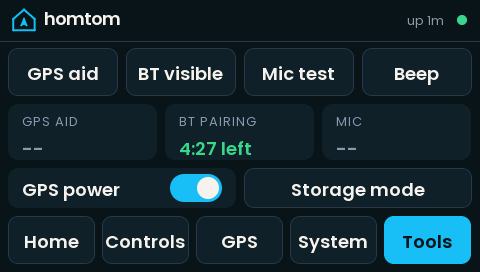 homtom
up 1m
GPS aid
BT visible
Mic test
Beep
GPS AID
BT PAIRING
MIC
--
4:27 left
--
GPS power
Storage mode
Home
Controls
GPS
System
Tools